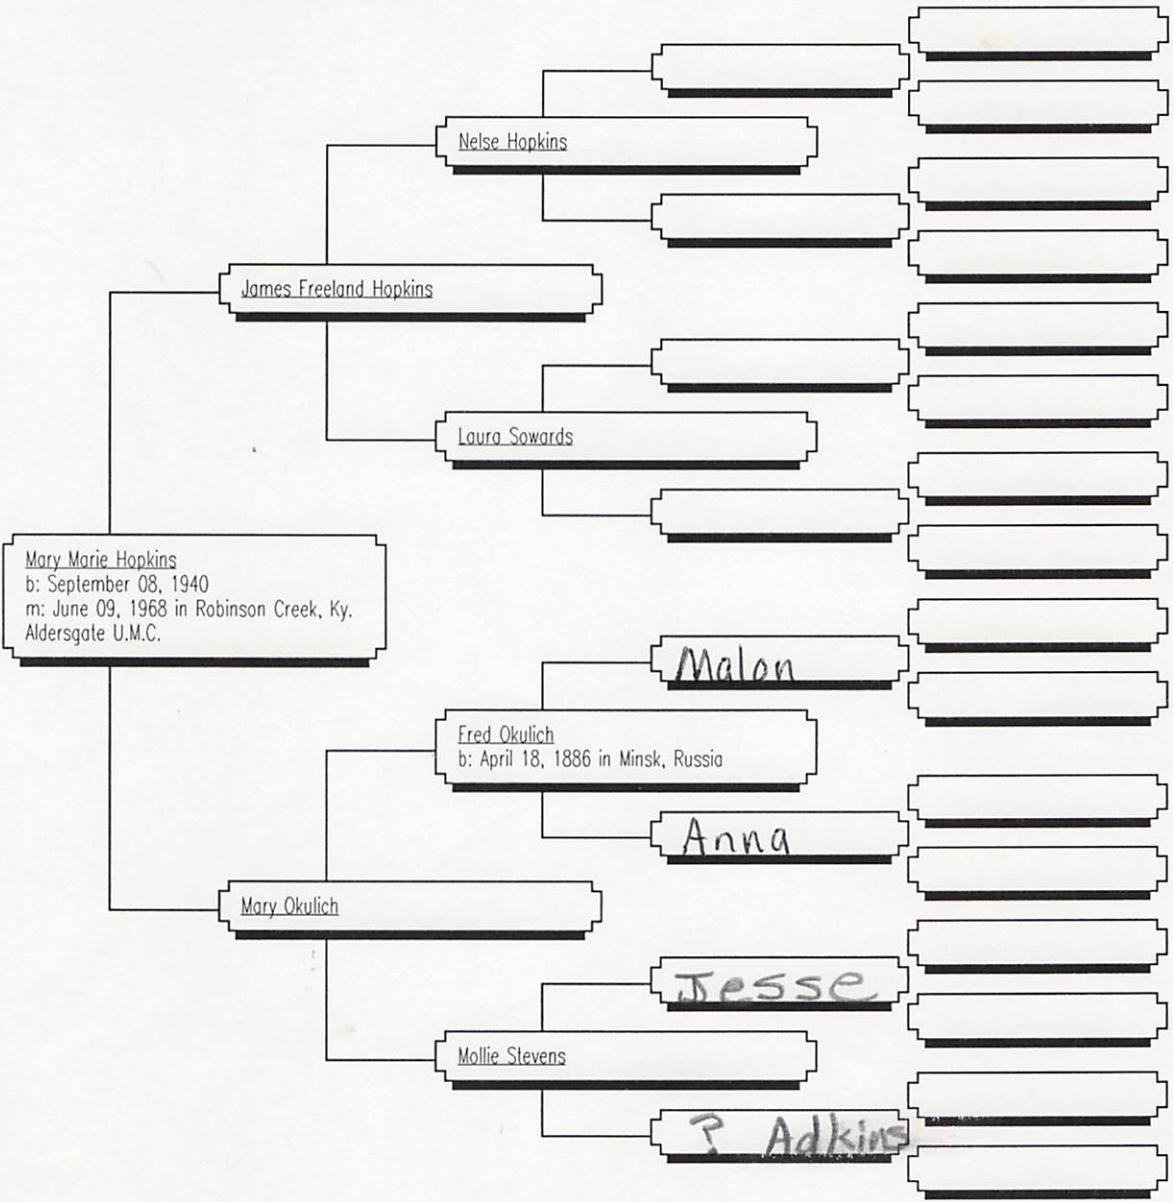 Nelse Hopkins
James Freeland Hopkins
Laura Sowards
Mary Marie Hopkins
b: September 08, 1940
m: June 09, 1968 in Robinson Creek, Ky.
Aldersgate U.M.C.
Malon
Fred Okulich
b: April 18, 1886 in Minsk, Russia
Anna
Mary Okulich
Jesse
Mollie Stevens
? Adkins